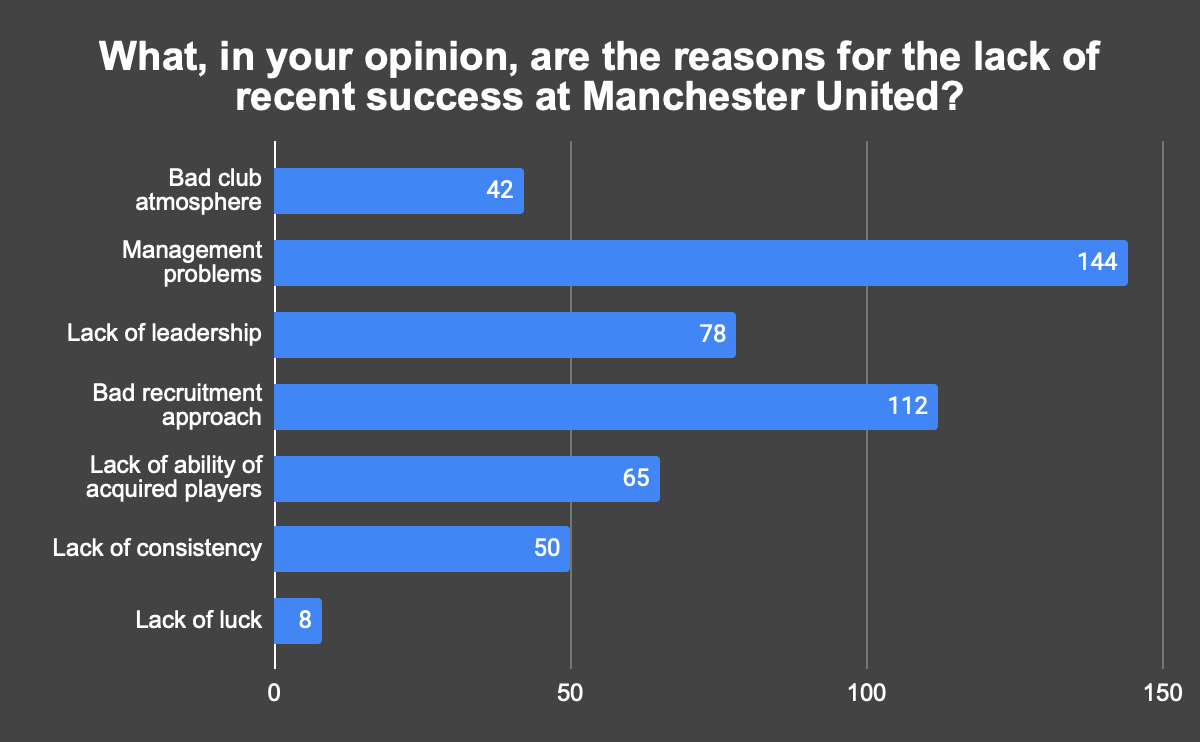 What, in your opinion, are the reasons for the lack of
recent success at Manchester United?
Bad club
atmosphere
42
Management
problems
144
Lack of leadership
78
Bad recruitment
approach
112
Lack of ability of
acquired players
65
Lack of consistency
50
Lack of luck
8
0
50
100
150